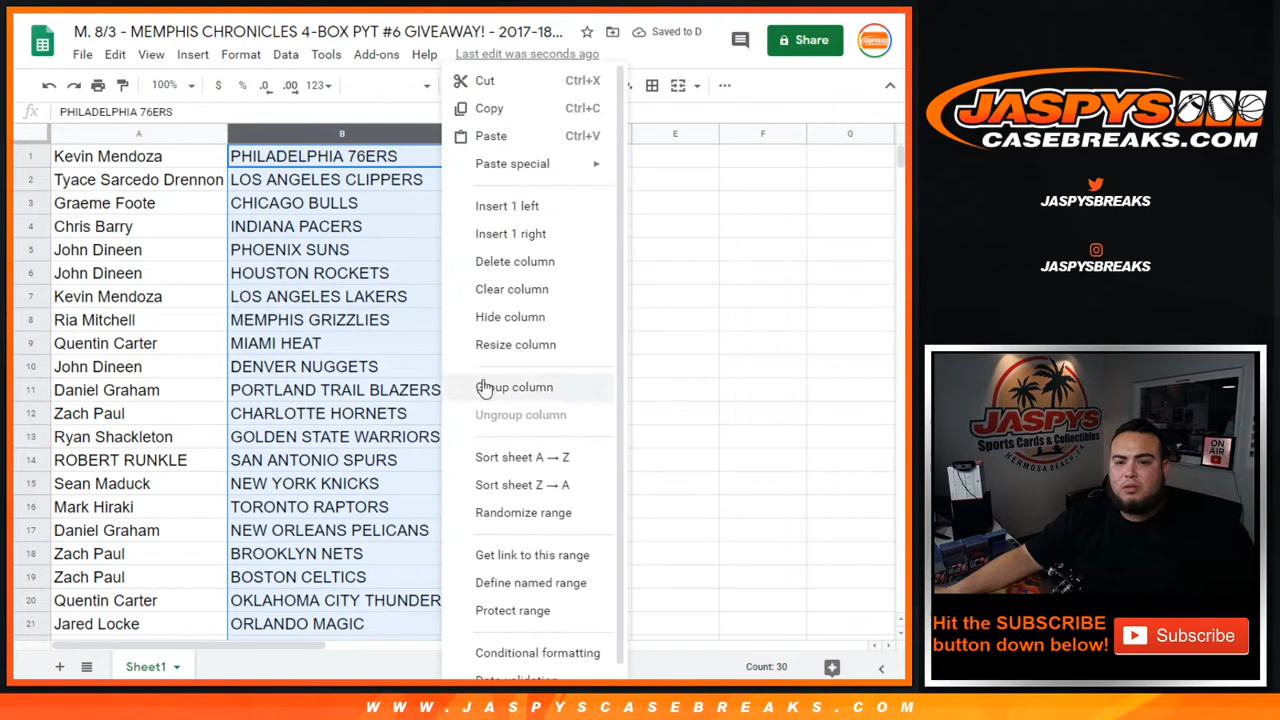 M. 8/3 - MEMPHIS CHRONICLES 4-BOX PYT #6 GIVEAWAY! - 2017-18...
Saved to D
Share
File Edit View Insert Format Data Tools Add-ons Help Last edit was seconds ago
100% $ % .0 .00 123
fx PHILADELPHIA 76ERS
A B E F G
1 Kevin Mendoza PHILADELPHIA 76ERS
2 Tyace Sarcedo Drennon LOS ANGELES CLIPPERS
3 Graeme Foote CHICAGO BULLS
4 Chris Barry INDIANA PACERS
5 John Dineen PHOENIX SUNS
6 John Dineen HOUSTON ROCKETS
7 Kevin Mendoza LOS ANGELES LAKERS
8 Ria Mitchell MEMPHIS GRIZZLIES
9 Quentin Carter MIAMI HEAT
10 John Dineen DENVER NUGGETS
11 Daniel Graham PORTLAND TRAIL BLAZERS
12 Zach Paul CHARLOTTE HORNETS
13 Ryan Shackleton GOLDEN STATE WARRIORS
14 ROBERT RUNKLE SAN ANTONIO SPURS
15 Sean Maduck NEW YORK KNICKS
16 Mark Hiraki TORONTO RAPTORS
17 Daniel Graham NEW ORLEANS PELICANS
18 Zach Paul BROOKLYN NETS
19 Zach Paul BOSTON CELTICS
20 Quentin Carter OKLAHOMA CITY THUNDER
21 Jared Locke ORLANDO MAGIC
Cut Ctrl+X
Copy Ctrl+C
Paste Ctrl+V
Paste special
Insert 1 left
Insert 1 right
Delete column
Clear column
Hide column
Resize column
Group column
Ungroup column
Sort sheet A → Z
Sort sheet Z → A
Randomize range
Get link to this range
Define named range
Protect range
Conditional formatting
Sheet1
Count: 30
JASPYS
CASEBREAKS.COM
JASPYSBREAKS
JASPYSBREAKS
JASPYS
Sports Cards & Collectibles
HERMOSA BEACH, CA
ON AIR
Hit the SUBSCRIBE
button down below!
Subscribe
WWW.JASPYSCASEBREAKS.COM